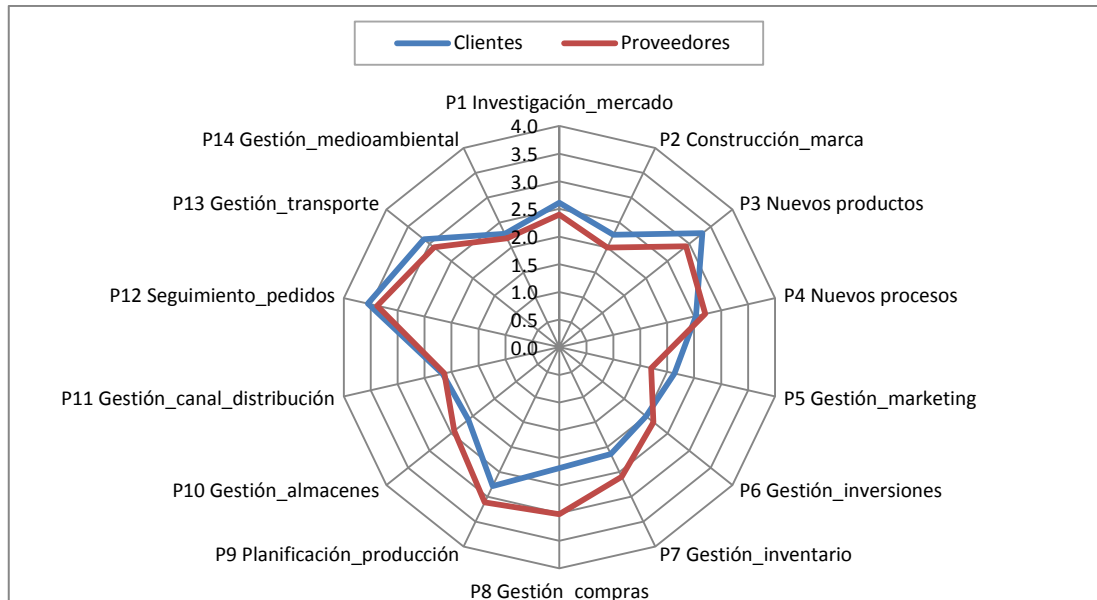 Clientes Proveedores
P1 Investigación_mercado
P14 Gestión_medioambiental
P2 Construcción_marca
P13 Gestión_transporte
P3 Nuevos productos
P12 Seguimiento_pedidos
P4 Nuevos procesos
P11 Gestión_canal_distribución
P5 Gestión_marketing
P10 Gestión_almacenes
P6 Gestión_inversiones
P9 Planificación_producción
P7 Gestión_inventario
P8 Gestión_compras
4.0
3.5
3.0
2.5
2.0
1.5
1.0
0.5
0.0